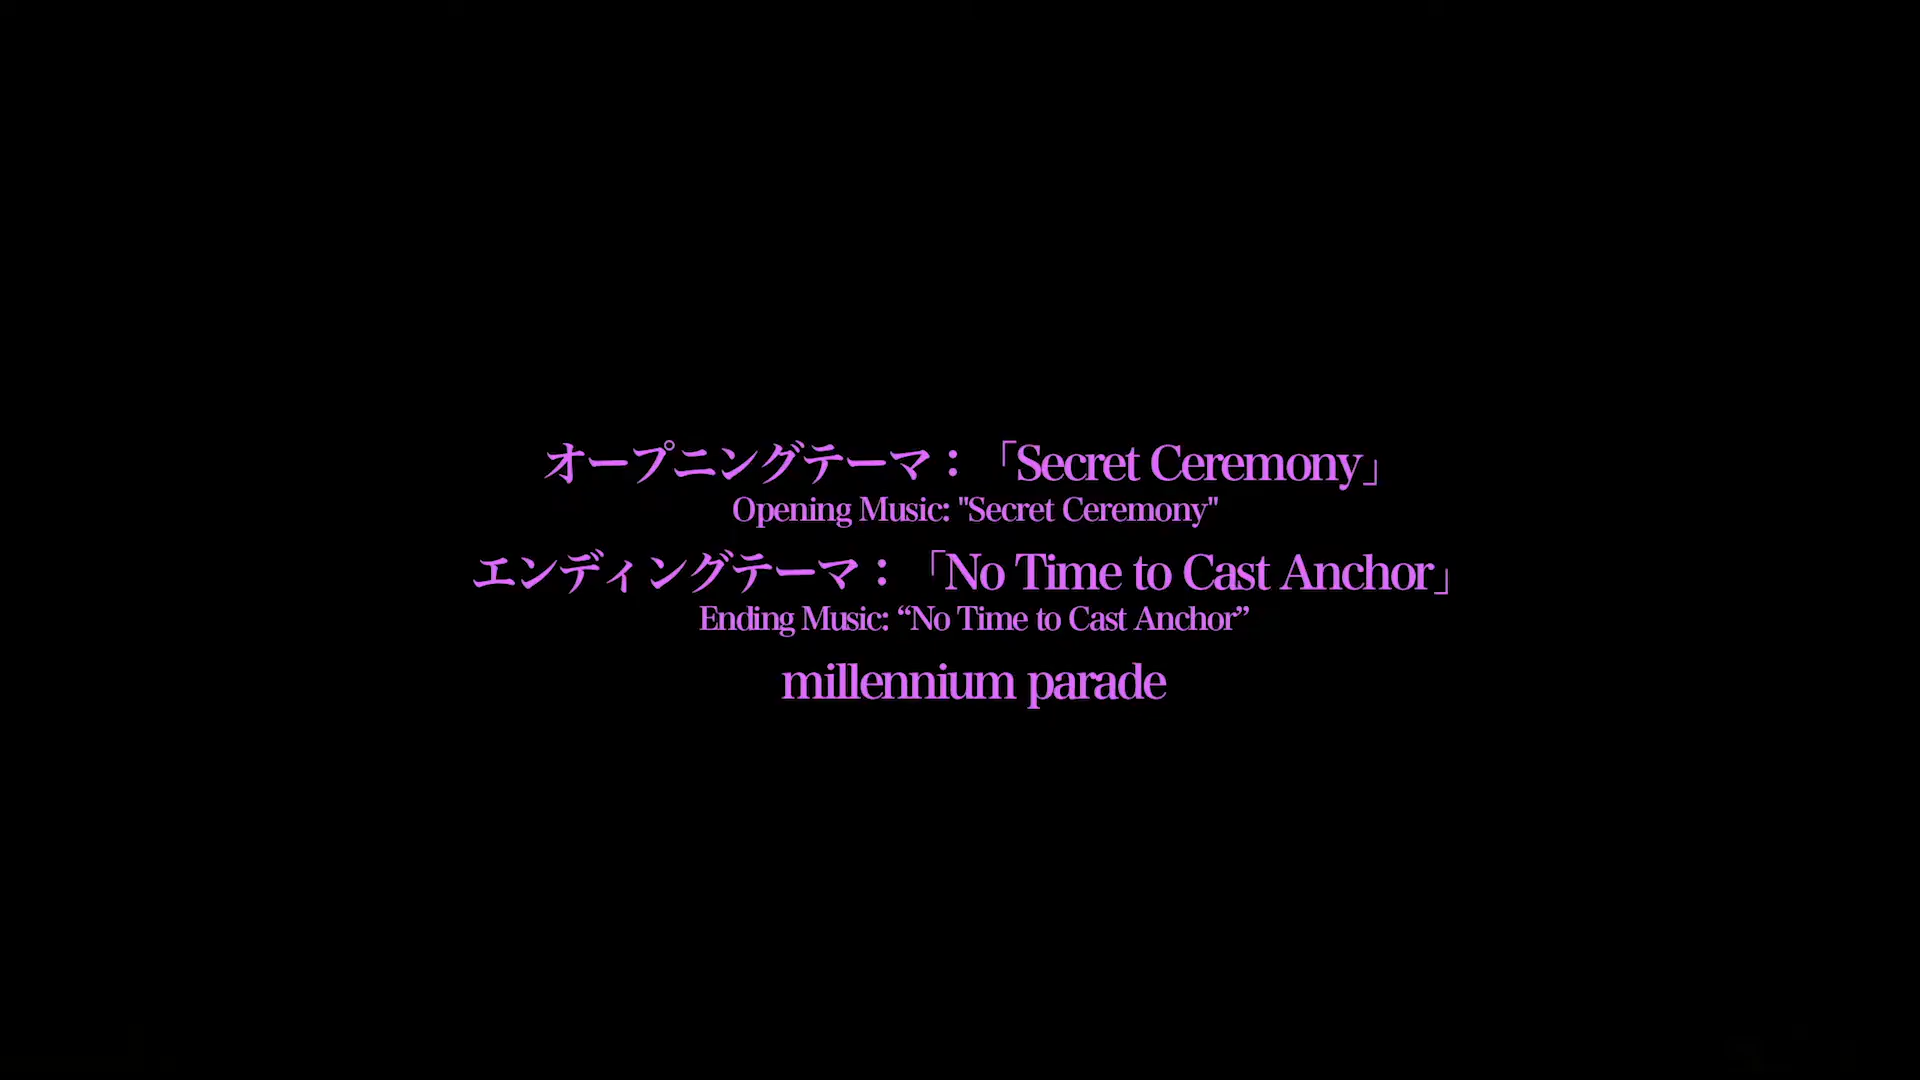 オープニングテーマ：「Secret Ceremony」
Opening Music: "Secret Ceremony"
エンディングテーマ：「No Time to Cast Anchor」
Ending Music: “No Time to Cast Anchor”
millennium parade